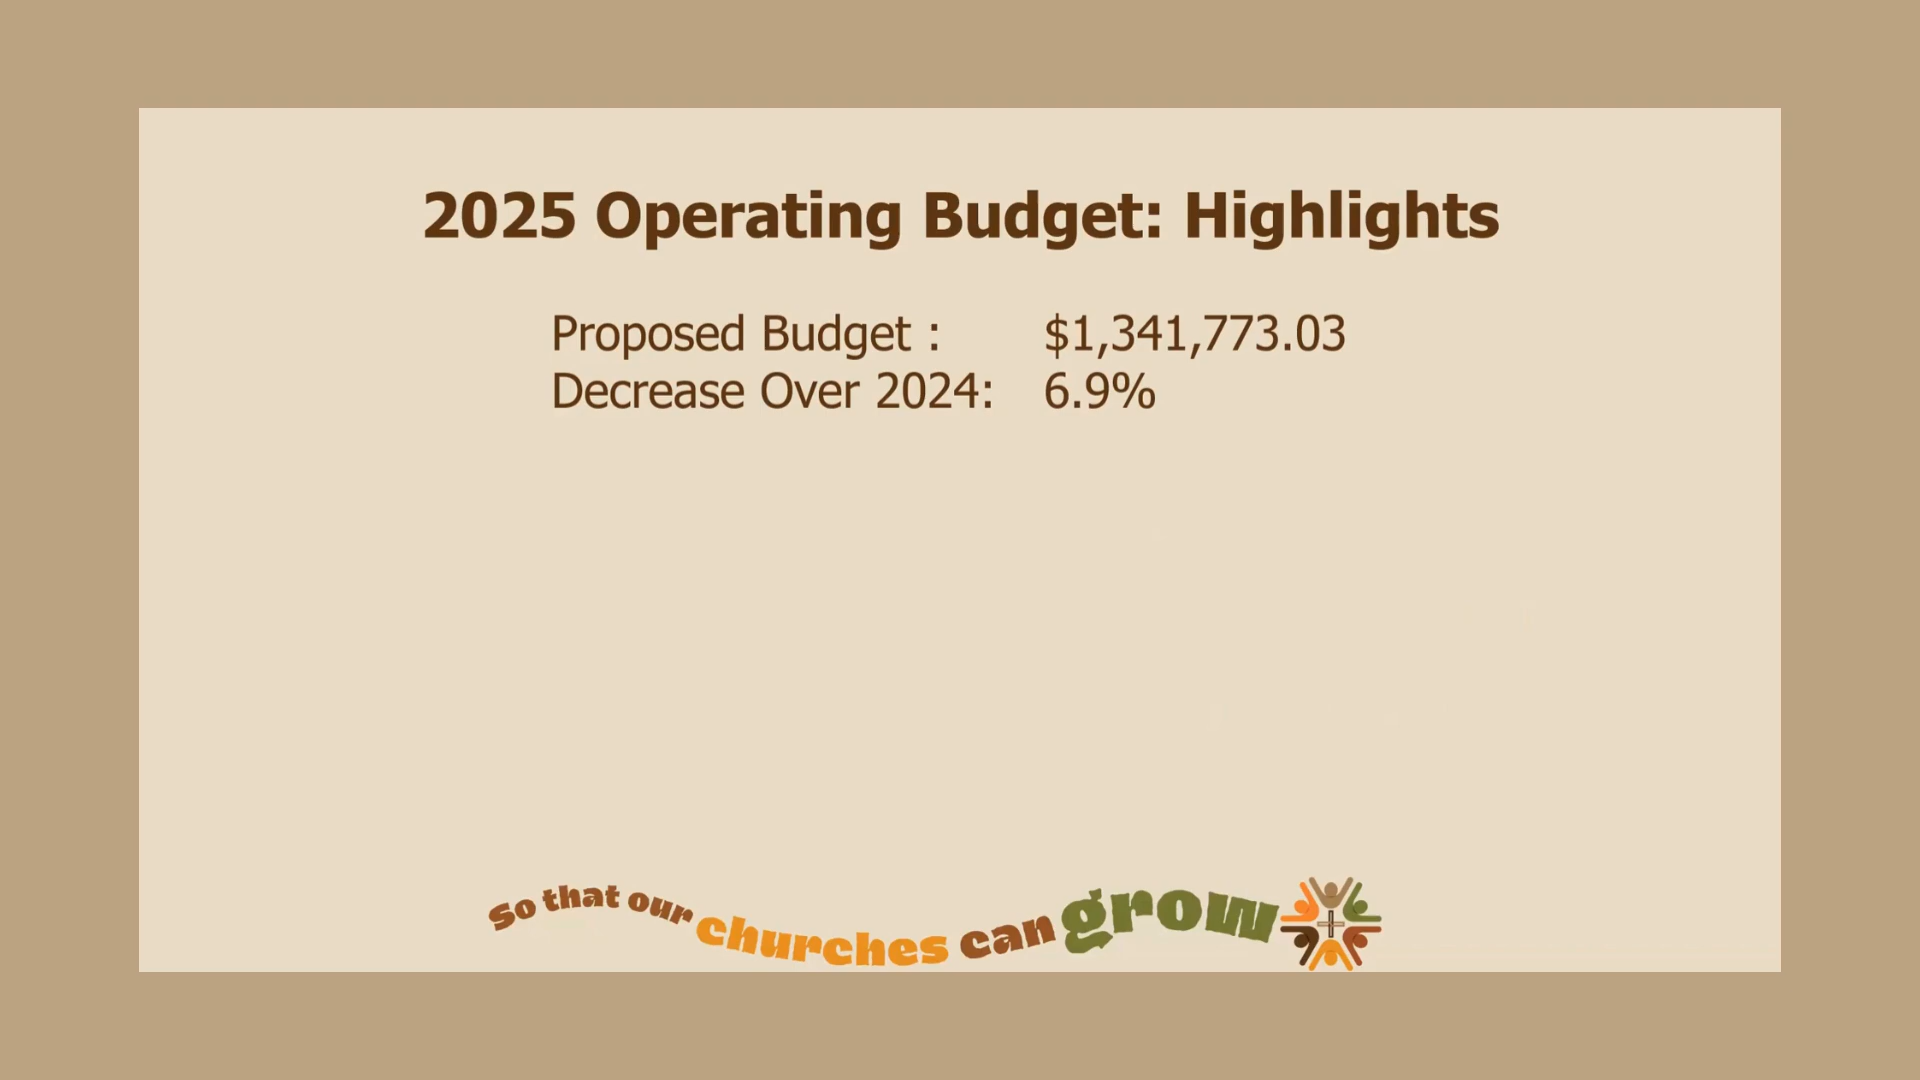 2025 Operating Budget: Highlights
Proposed Budget : $1,341,773.03
Decrease Over 2024: 6.9%
So that our churches can grow